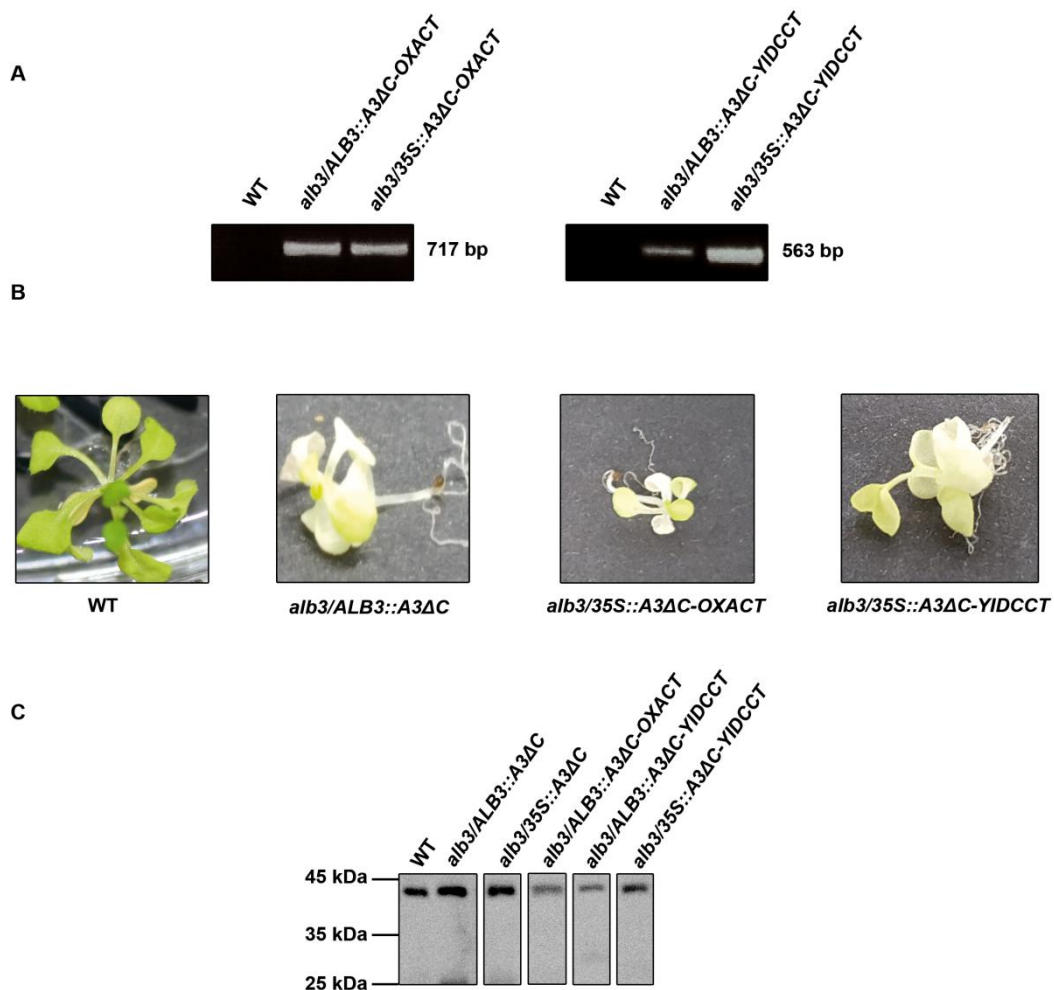 A
WT
alb3/ALB3::A3ΔC-OXACT
alb3/35S::A3ΔC-OXACT
717 bp
WT
alb3/ALB3::A3ΔC-YIDCCT
alb3/35S::A3ΔC-YIDCCT
563 bp
B
WT
alb3/ALB3::A3ΔC
alb3/35S::A3ΔC-OXACT
alb3/35S::A3ΔC-YIDCCT
C
WT
alb3/ALB3::A3ΔC
alb3/35S::A3ΔC
alb3/ALB3::A3ΔC-OXACT
alb3/ALB3::A3ΔC-YIDCCT
alb3/35S::A3ΔC-YIDCCT
45 kDa
35 kDa
25 kDa